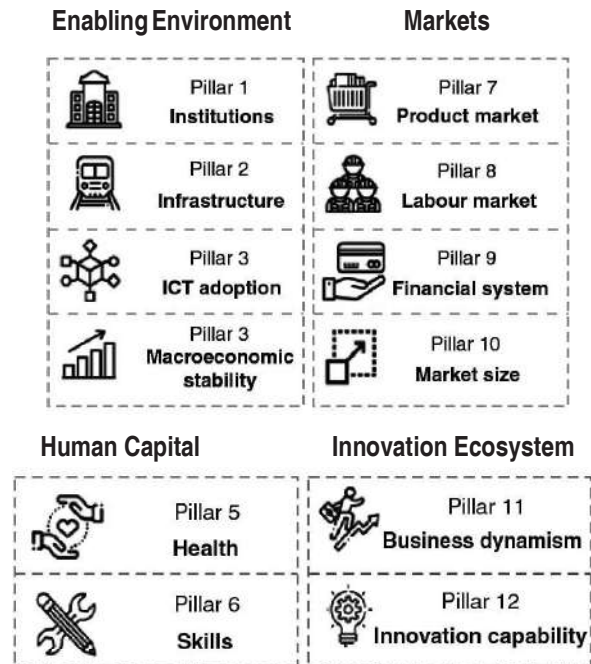 Enabling Environment
Pillar 1
Institutions
Pillar 2
Infrastructure
Pillar 3
ICT adoption
Pillar 3
Macroeconomic
stability
Markets
Pillar 7
Product market
Pillar 8
Labour market
Pillar 9
Financial system
Pillar 10
Market size
Human Capital
Pillar 5
Health
Pillar 6
Skills
Innovation Ecosystem
Pillar 11
Business dynamism
Pillar 12
Innovation capability